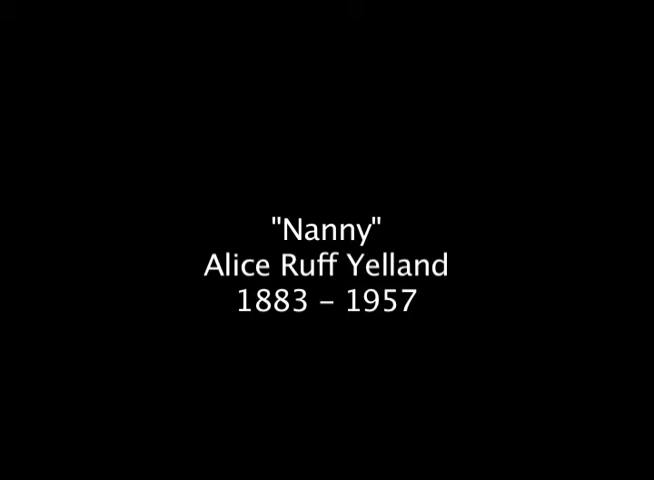 "Nanny"
Alice Ruff Yelland
1883 – 1957